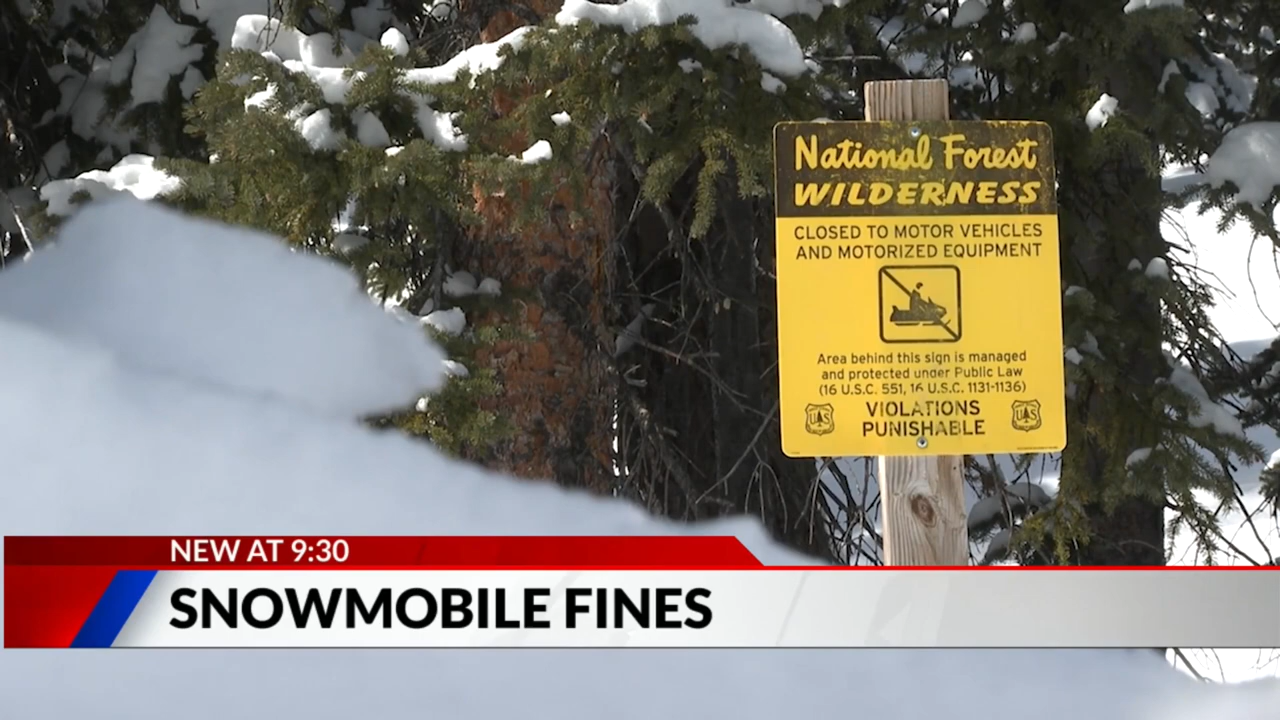 National Forest
WILDERNESS
CLOSED TO MOTOR VEHICLES
AND MOTORIZED EQUIPMENT
Area behind this sign is managed
and protected under Public Law
(16 U.S.C. 551, 16 U.S.C. 1131-1136)
VIOLATIONS
PUNISHABLE
U S
U S
NEW AT 9:30
SNOWMOBILE FINES